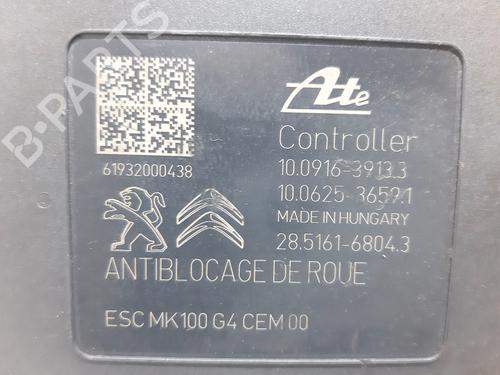 B-PARTS
Ate
61932000438
Controller
10.0916-3913.3
10.0625-3659.1
MADE IN HUNGARY
28.5161-6804.3
ANTIBLOCAGE DE ROUE
ESC MK100 G4 CEM 00